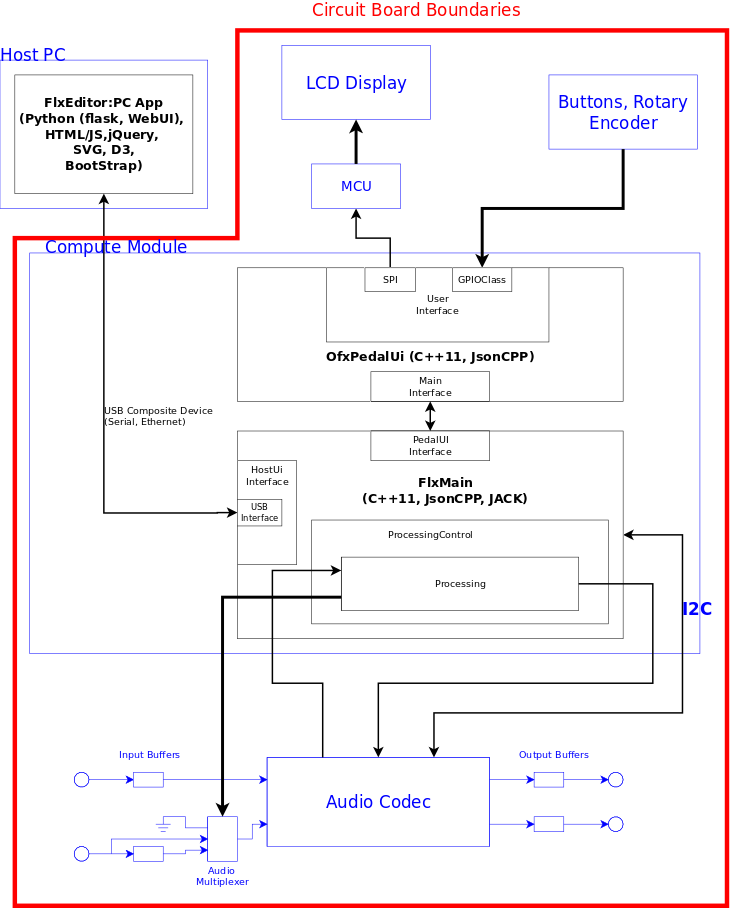 Circuit Board Boundaries
Host PC
FlxEditor:PC App
(Python (flask, WebUI),
HTML/JS,jQuery,
SVG, D3,
BootStrap)
LCD Display
Buttons, Rotary
Encoder
MCU
Compute Module
SPI
GPIOClass
User
Interface
OfxPedalUi (C++11, JsonCPP)
Main
Interface
USB Composite Device
(Serial, Ethernet)
PedalUI
Interface
HostUi
Interface
USB
Interface
FlxMain
(C++11, JsonCPP, JACK)
ProcessingControl
Processing
I2C
Input Buffers
Output Buffers
Audio Codec
Audio
Multiplexer